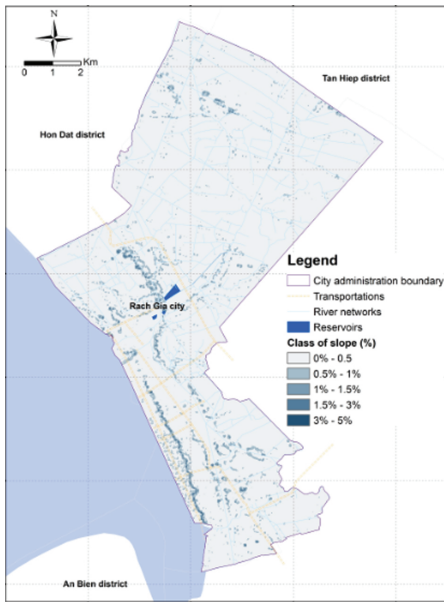 N
0 1 2 Km
Tan Hiep district
Hon Dat district
Rach Gia city
An Bien district
Legend
City administration boundary
Transportations
River networks
Reservoirs
Class of slope (%)
0% - 0.5
0.5% - 1%
1% - 1.5%
1.5% - 3%
3% - 5%